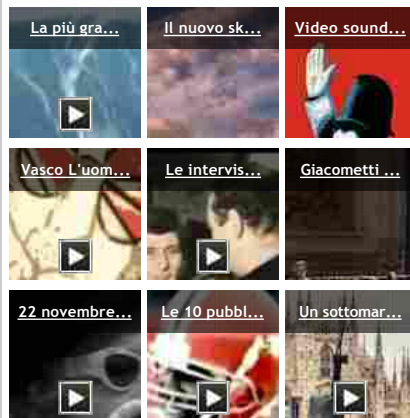 La più gra...
Il nuovo sk...
Video sound...
Vasco L'uom...
Le intervis...
Giacometti ...
22 novembre...
Le 10 pubbl...
Un sottomar...